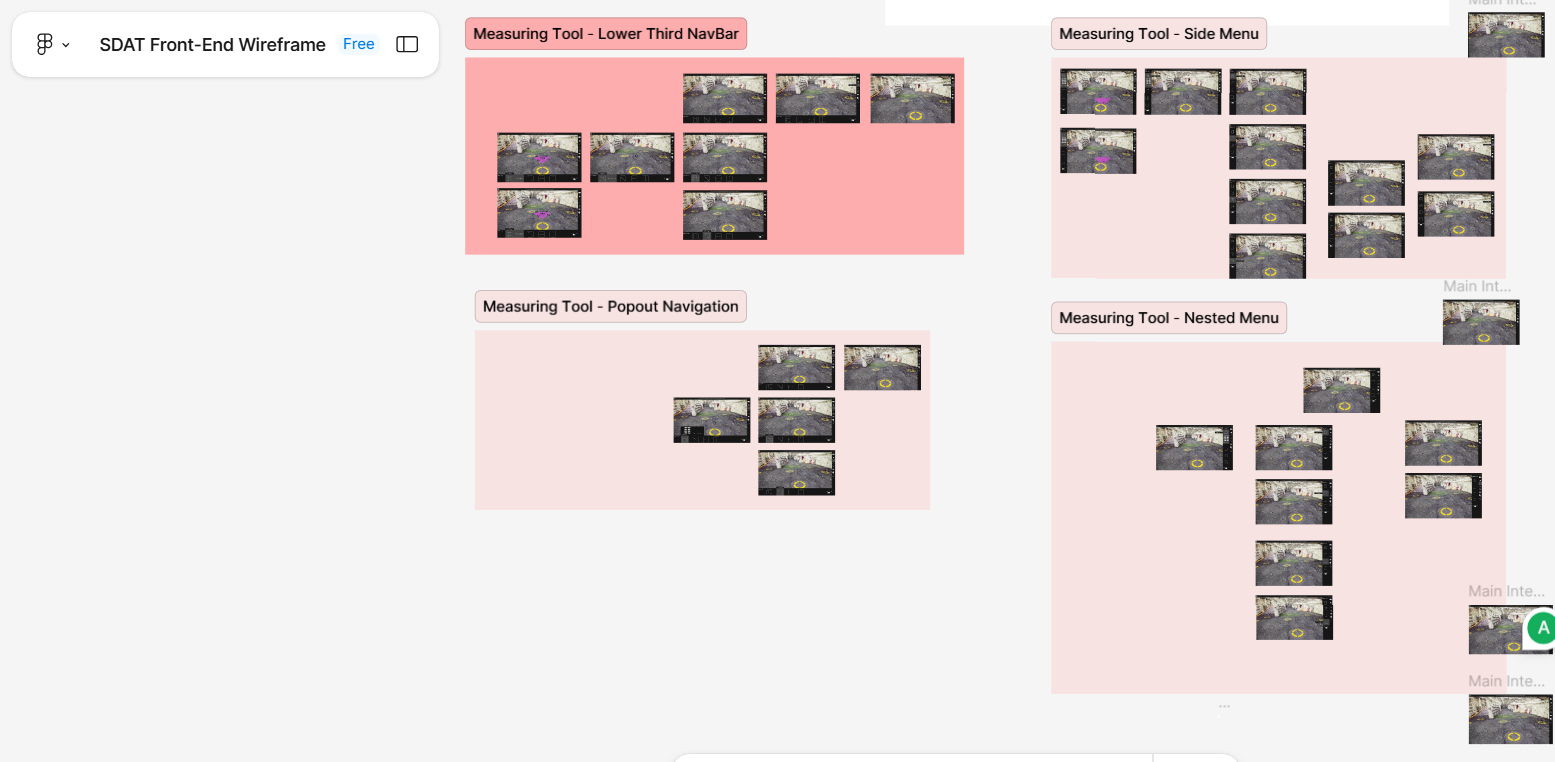 Main Int...
SDAT Front-End Wireframe Free
Measuring Tool - Lower Third NavBar
Measuring Tool - Side Menu
Main Int...
Measuring Tool - Popout Navigation
Measuring Tool - Nested Menu
Main Inte...
A
Main Inte...
...